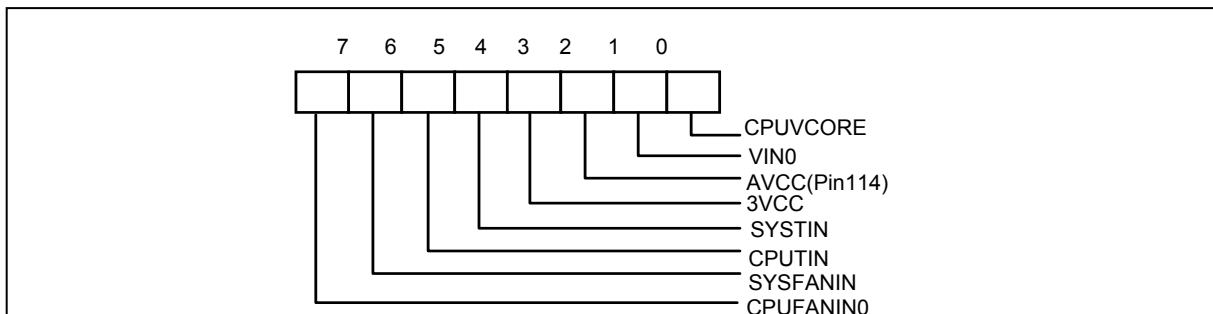 7 6 5 4 3 2 1 0
CPUVCORE
VIN0
AVCC(Pin114)
3VCC
SYSTIN
CPUTIN
SYSFANIN
CPUFANIN0